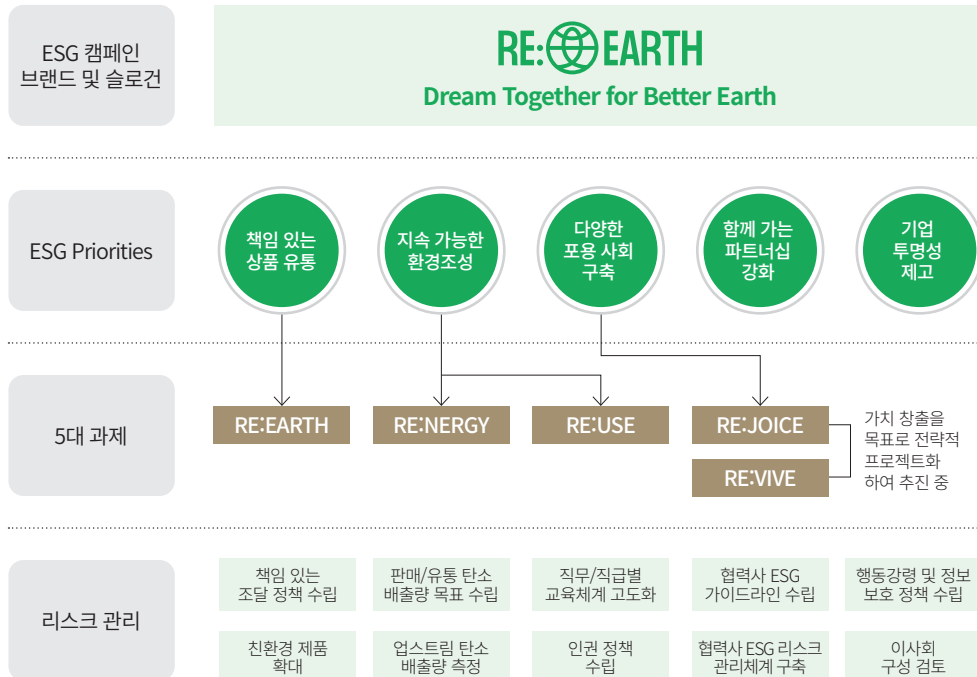 ESG 캠페인
브랜드 및 슬로건
RE: EARTH
Dream Together for Better Earth
ESG Priorities
책임 있는
상품 유통
지속 가능한
환경조성
다양한
포용 사회
구축
함께 가는
파트너십
강화
기업
투명성
제고
5대 과제
RE:EARTH
RE:NERGY
RE:USE
RE:JOICE
RE:VIVE
가치 창출을
목표로 전략적
프로젝트화
하여 추진 중
리스크 관리
책임 있는
조달 정책 수립
판매/유통 탄소
배출량 목표 수립
직무/직급별
교육체계 고도화
협력사 ESG
가이드라인 수립
행동강령 및 정보
보호 정책 수립
친환경 제품
확대
업스트림 탄소
배출량 측정
인권 정책
수립
협력사 ESG 리스크
관리체계 구축
이사회
구성 검토